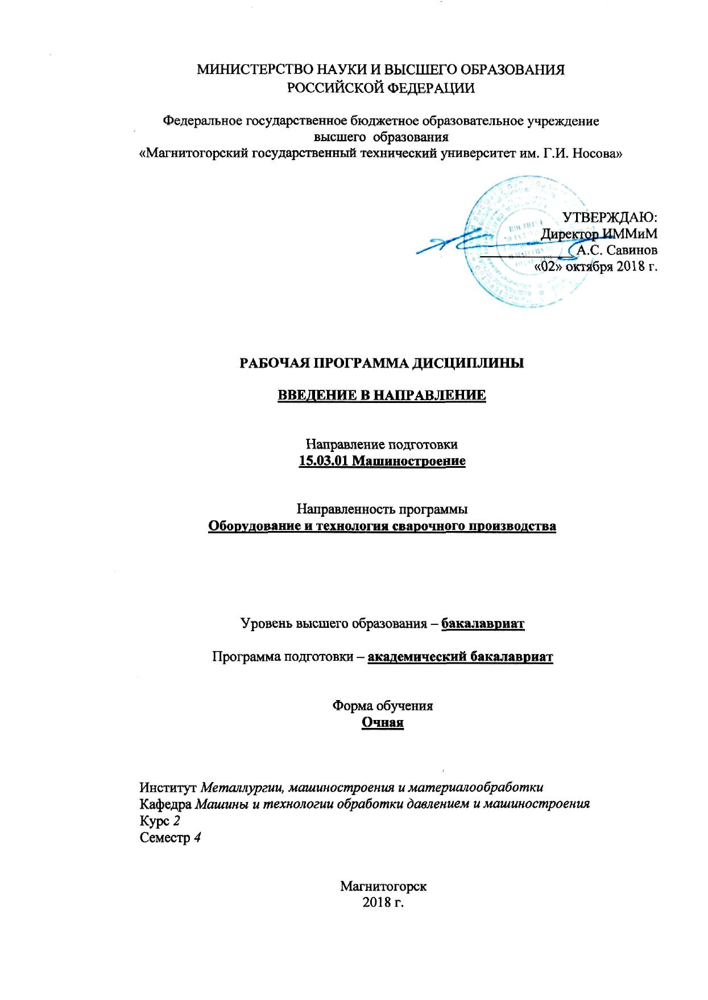 МИНИСТЕРСТВО НАУКИ И ВЫСШЕГО ОБРАЗОВАНИЯ
РОССИЙСКОЙ ФЕДЕРАЦИИ
Федеральное государственное бюджетное образовательное учреждение
высшего образования
«Магнитогорский государственный технический университет им. Г.И. Носова»
УТВЕРЖДАЮ:
Директор ИММиМ
А.С. Савинов
«02» октября 2018 г.
РАБОЧАЯ ПРОГРАММА ДИСЦИПЛИНЫ
ВВЕДЕНИЕ В НАПРАВЛЕНИЕ
Направление подготовки
15.03.01 Машиностроение
Направленность программы
Оборудование и технология сварочного производства
Уровень высшего образования – бакалавриат
Программа подготовки – академический бакалавриат
Форма обучения
Очная
Институт Металлургии, машиностроения и материалообработки
Кафедра Машины и технологии обработки давлением и машиностроения
Курс 2
Семестр 4
Магнитогорск
2018 г.